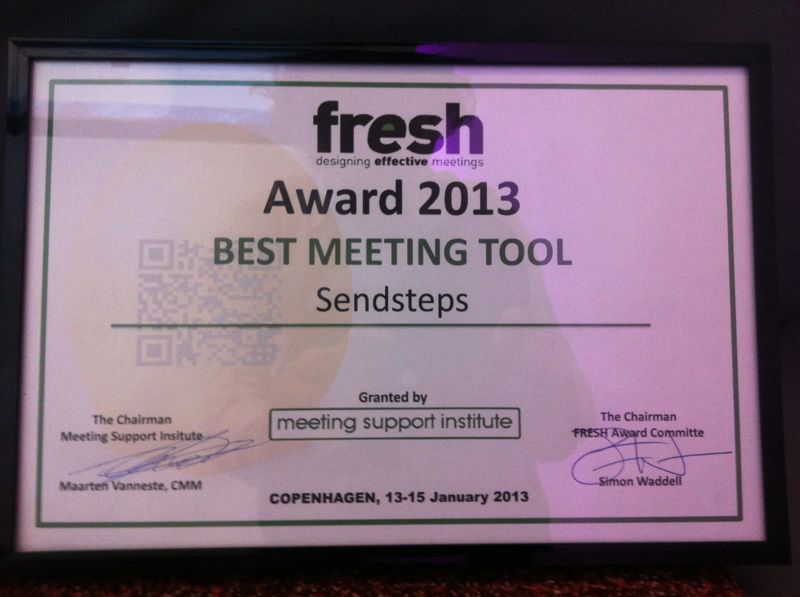 fresh
designing effective meetings
Award 2013
BEST MEETING TOOL
Sendsteps
Granted by
meeting support institute
The Chairman
Meeting Support Insitute
Maarten Vanneste, CMM
The Chairman
FRESH Award Committe
Simon Waddell
COPENHAGEN, 13-15 January 2013